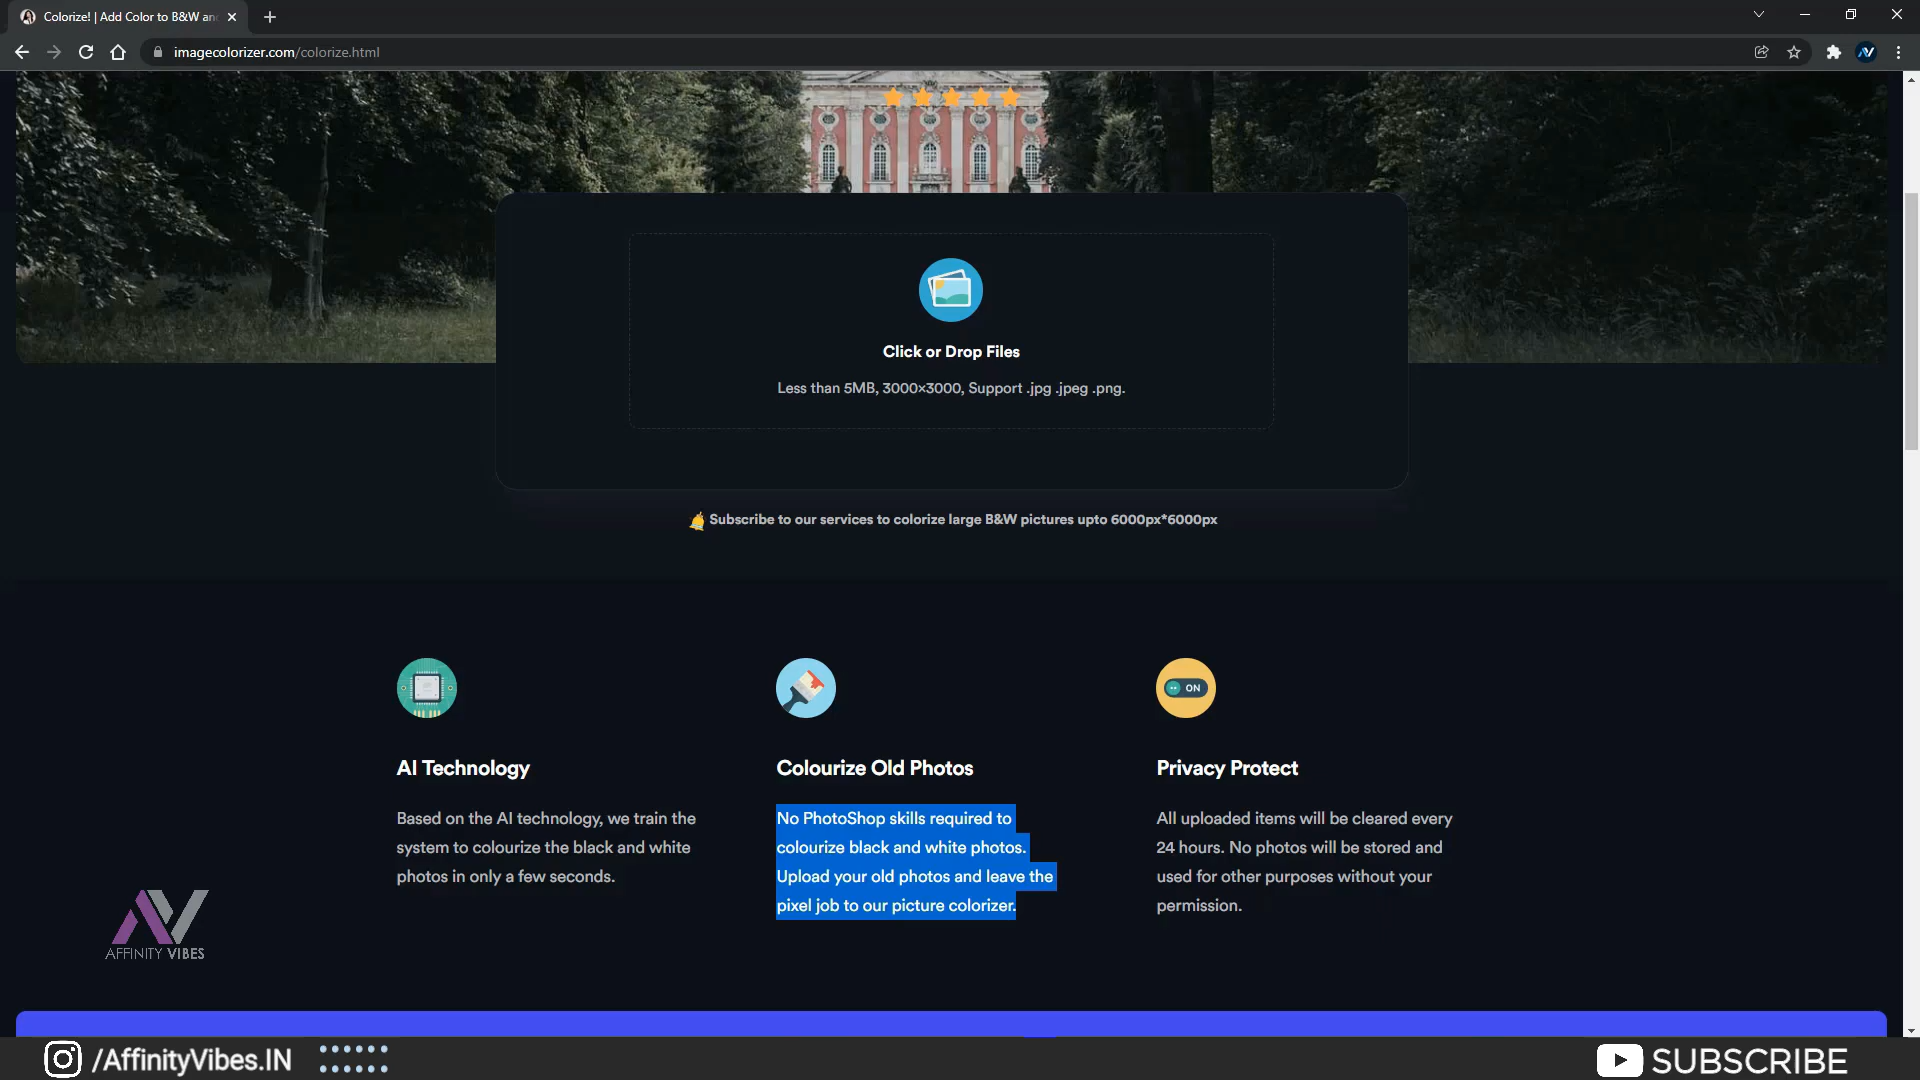 Colorize! | Add Color to B&W an
imagecolorizer.com/colorize.html
Click or Drop Files
Less than 5MB, 3000×3000, Support .jpg .jpeg .png.
Subscribe to our services to colorize large B&W pictures upto 6000px*6000px
ON
AI Technology
Based on the AI technology, we train the
system to colourize the black and white
photos in only a few seconds.
Colourize Old Photos
No PhotoShop skills required to
colourize black and white photos.
Upload your old photos and leave the
pixel job to our picture colorizer.
Privacy Protect
All uploaded items will be cleared every
24 hours. No photos will be stored and
used for other purposes without your
permission.
AV
AFFINITY VIBES
/AffinityVibes.IN
SUBSCRIBE